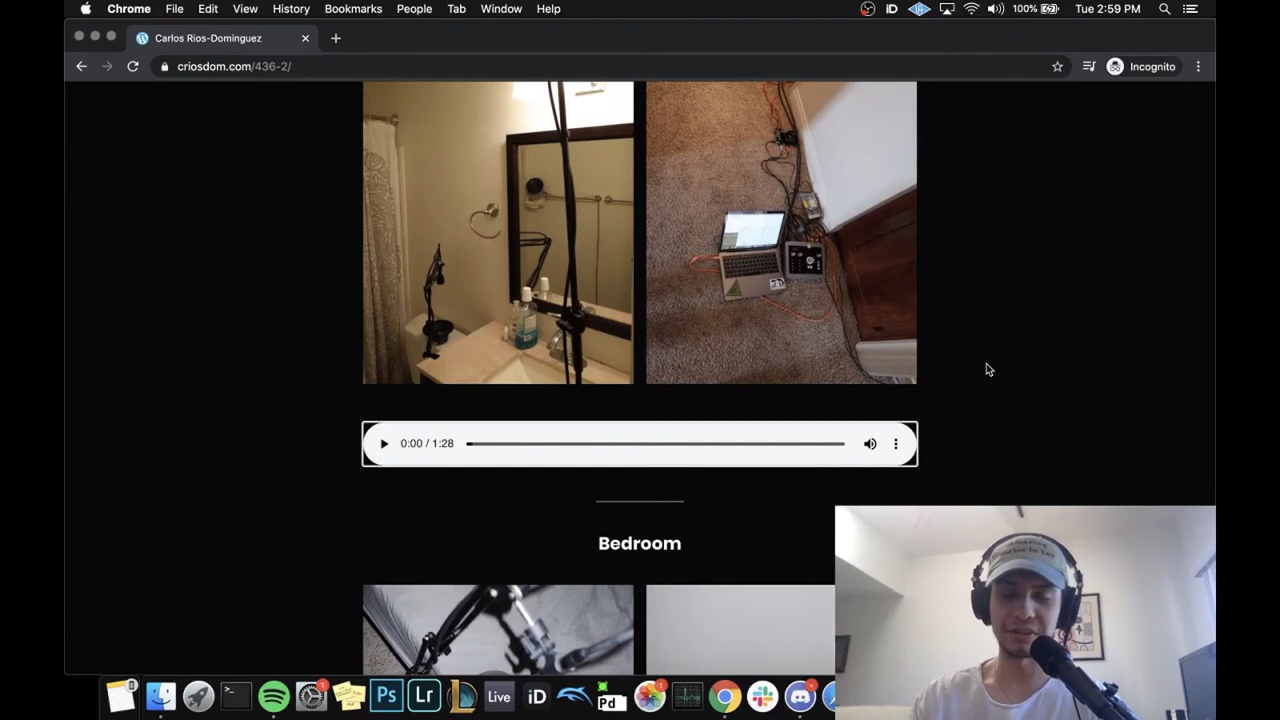 Chrome File Edit View History Bookmarks People Tab Window Help
iD 100% Tue 2:59 PM
Carlos Rios-Dominguez
criosdom.com/436-2/
Incognito
0:00 / 1:28
Bedroom
Ps Lr Live iD Pd